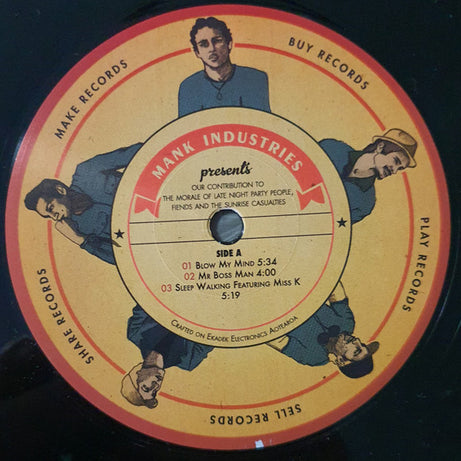 MAKE RECORDS
BUY RECORDS
PLAY RECORDS
SELL RECORDS
SHARE RECORDS
MANK INDUSTRIES
presents
OUR CONTRIBUTION TO
THE MORALE OF LATE NIGHT PARTY PEOPLE,
FIENDS AND THE SUNRISE CASUALTIES
SIDE A
01 BLOW MY MIND 5:34
02 MR BOSS MAN 4:00
03 SLEEP WALKING FEATURING MISS K
5:19
CRAFTED ON EKADEK ELECTRONICS AOTEAROA